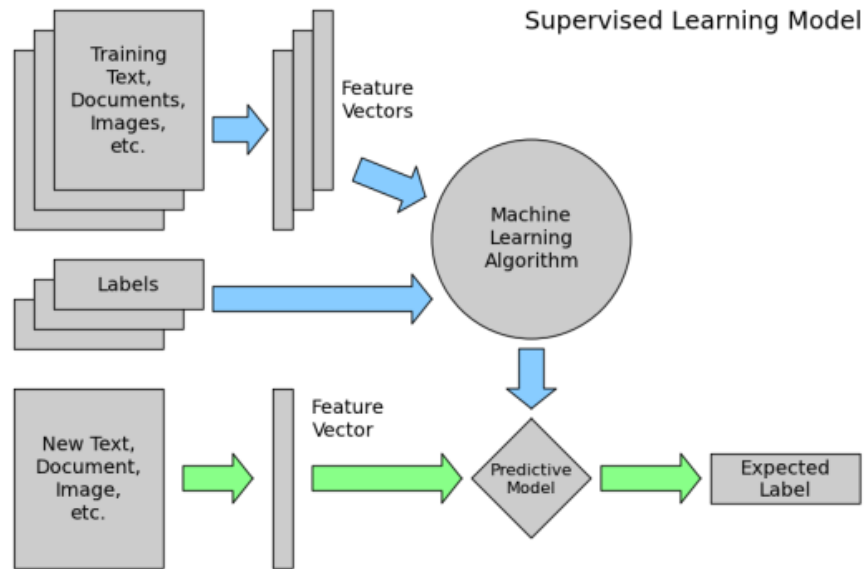 Supervised Learning Model
Training
Text,
Documents,
Images,
etc.
Feature
Vectors
Machine
Learning
Algorithm
Labels
New Text,
Document,
Image,
etc.
Feature
Vector
Predictive
Model
Expected
Label